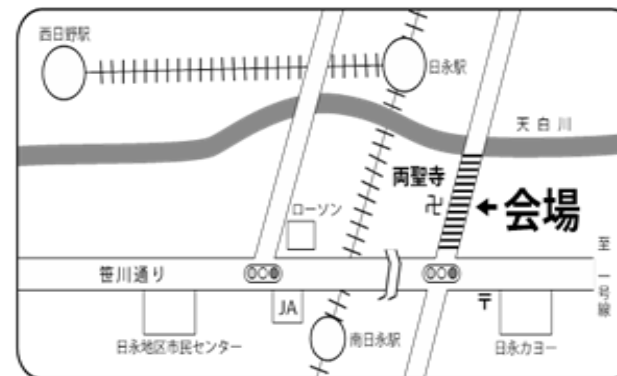 西日野駅
日永駅
天白川
両聖寺
卍
会場
ローソン
至一号線
笹川通り
JA
〒
日永地区市民センター
南日永駅
日永カヨー